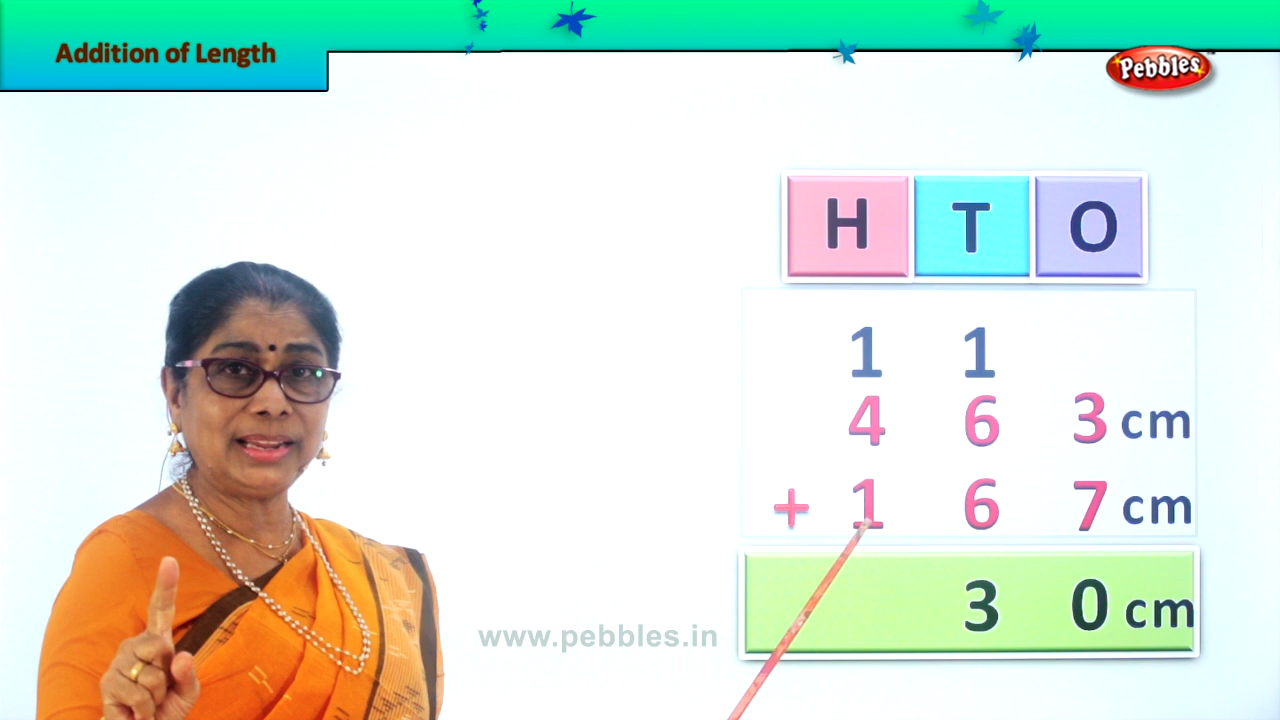 Addition of Length
Pebbles
H T O
1 1
4 6 3 cm
+ 1 6 7 cm
3 0 cm
www.pebbles.in